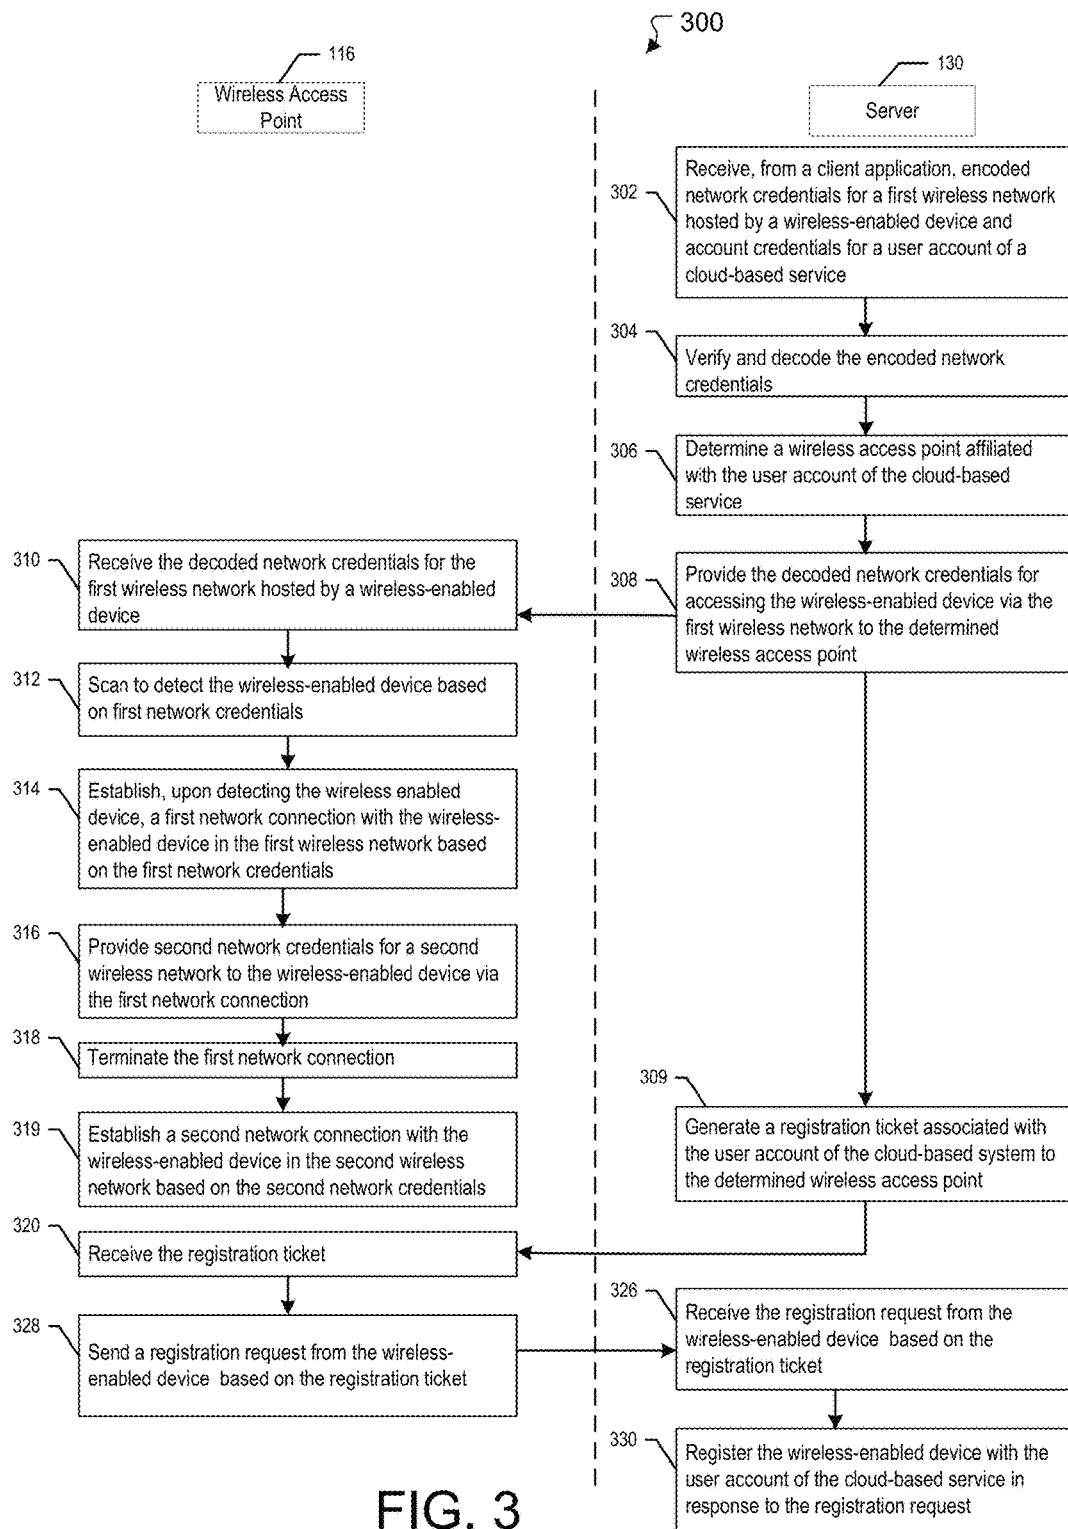 300
116
Wireless Access
Point
130
Server
302
Receive, from a client application, encoded
network credentials for a first wireless network
hosted by a wireless-enabled device and
account credentials for a user account of a
cloud-based service
304
Verify and decode the encoded network
credentials
306
Determine a wireless access point affiliated
with the user account of the cloud-based
service
308
Provide the decoded network credentials for
accessing the wireless-enabled device via the
first wireless network to the determined
wireless access point
310
Receive the decoded network credentials for the
first wireless network hosted by a wireless-enabled
device
312
Scan to detect the wireless-enabled device based
on first network credentials
314
Establish, upon detecting the wireless enabled
device, a first network connection with the wireless-
enabled device in the first wireless network based
on the first network credentials
316
Provide second network credentials for a second
wireless network to the wireless-enabled device via
the first network connection
318
Terminate the first network connection
319
Establish a second network connection with the
wireless-enabled device in the second wireless
network based on the second network credentials
309
Generate a registration ticket associated with
the user account of the cloud-based system to
the determined wireless access point
320
Receive the registration ticket
328
Send a registration request from the wireless-
enabled device based on the registration ticket
326
Receive the registration request from the
wireless-enabled device based on the
registration ticket
330
Register the wireless-enabled device with the
user account of the cloud-based service in
response to the registration request
FIG. 3